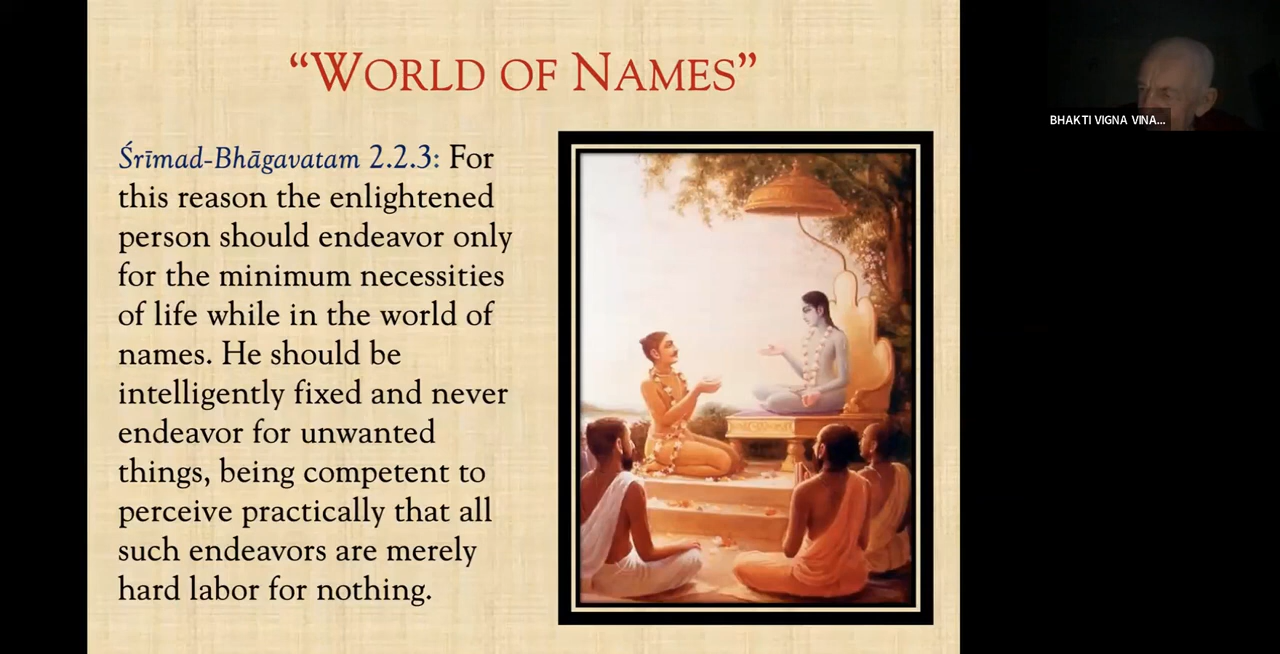 “WORLD OF NAMES”
Śrīmad-Bhāgavatam 2.2.3: For
this reason the enlightened
person should endeavor only
for the minimum necessities
of life while in the world of
names. He should be
intelligently fixed and never
endeavor for unwanted
things, being competent to
perceive practically that all
such endeavors are merely
hard labor for nothing.
BHAKTI VIGNA VINA...